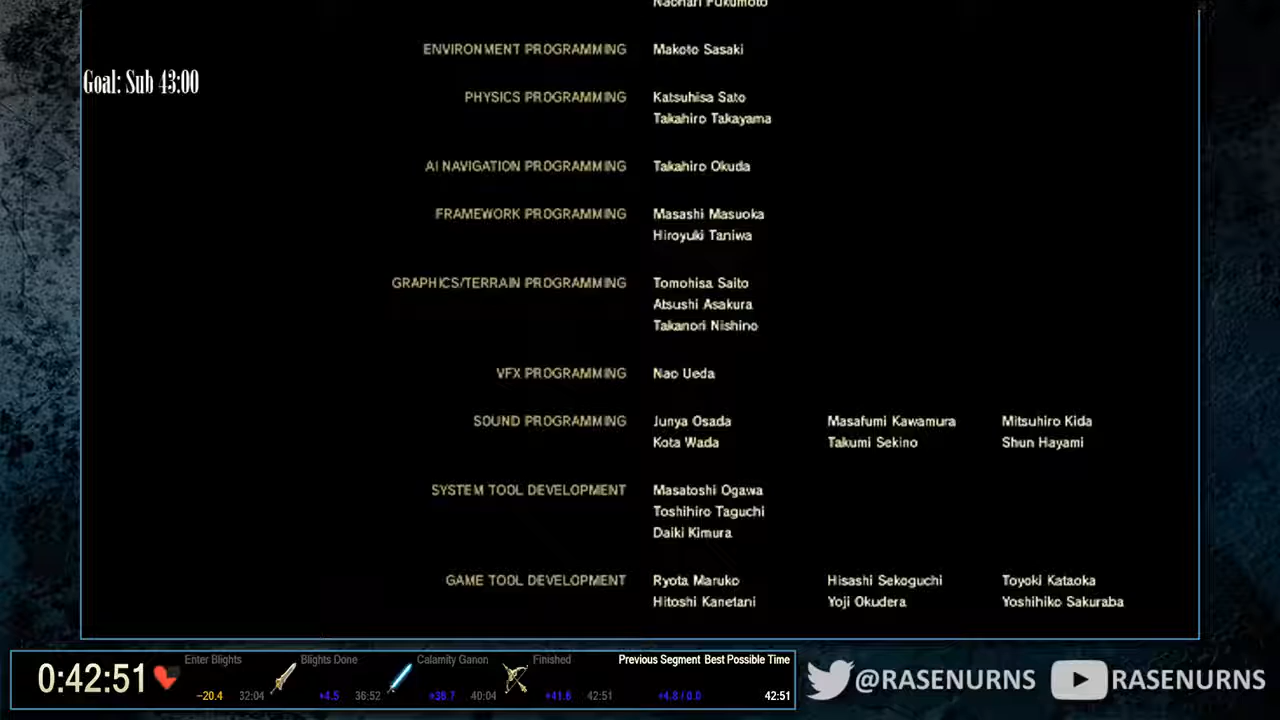 Naohari Fukumoto
ENVIRONMENT PROGRAMMING Makoto Sasaki
Goal: Sub 43:00
PHYSICS PROGRAMMING Katsuhisa Sato
Takahiro Takayama
AI NAVIGATION PROGRAMMING Takahiro Okuda
FRAMEWORK PROGRAMMING Masashi Masuoka
Hiroyuki Taniwa
GRAPHICS/TERRAIN PROGRAMMING Tomohisa Saito
Atsushi Asakura
Takanori Nishino
VFX PROGRAMMING Nao Ueda
SOUND PROGRAMMING Junya Osada Masafumi Kawamura Mitsuhiro Kida
Kota Wada Takumi Sekino Shun Hayami
SYSTEM TOOL DEVELOPMENT Masatoshi Ogawa
Toshihiro Taguchi
Daiki Kimura
GAME TOOL DEVELOPMENT Ryota Maruko Hisashi Sekoguchi Toyoki Kataoka
Hitoshi Kanetani Yoji Okudera Yoshihiko Sakuraba
Enter Blights Blights Done Calamity Ganon Finished Previous Segment Best Possible Time
0:42:51 @RASENURNS RASENURNS
-20.4 32:04 +4.5 36:52 +36.7 40:04 +41.6 42:51 +4.8 / 0.0 42:51